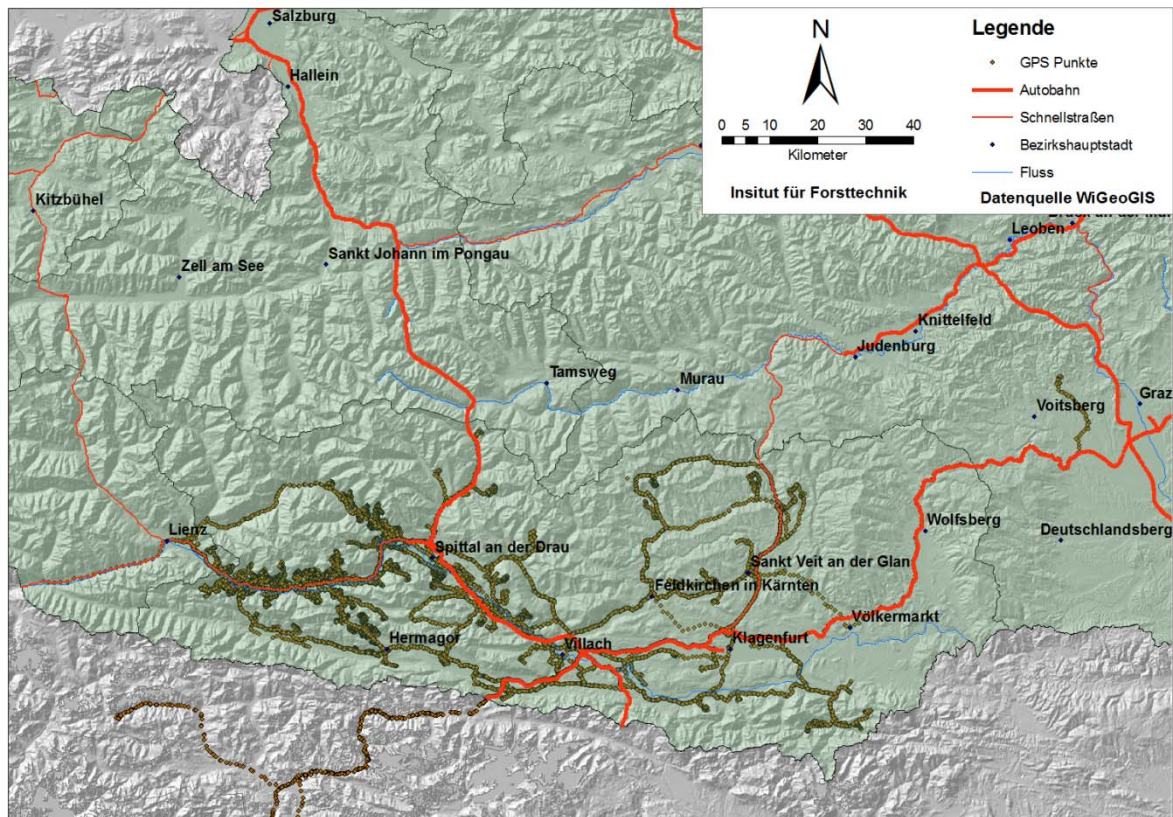 Salzburg
Hallein
Kitzbühel
Zell am See
Sankt Johann im Pongau
Tamsweg
Murau
Judenburg
Knittelfeld
Leoben
Voitsberg
Graz
Deutschlandsberg
Wolfsberg
Lienz
Spittal an der Drau
Sankt Veit an der Glan
Feldkirchen in Kärnten
Völkermarkt
Hermagor
Villach
Klagenfurt
N
0 10 20 30 40
Kilometer
Insitut für Forsttechnik
Legende
GPS Punkte
Autobahn
Schnellstraßen
Bezirkshauptstadt
Fluss
Datenquelle WiGeoGIS